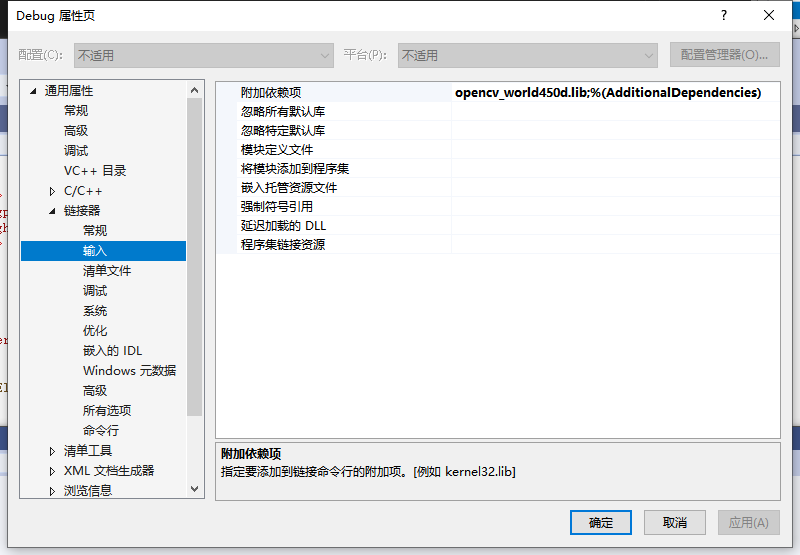 Debug 属性页
配置(C): 不适用 平台(P): 不适用 配置管理器(O)...
通用属性
常规
高级
调试
VC++ 目录
C/C++
链接器
常规
输入
清单文件
调试
系统
优化
嵌入的 IDL
Windows 元数据
高级
所有选项
命令行
清单工具
XML 文档生成器
浏览信息
附加依赖项 opencv_world450d.lib;%(AdditionalDependencies)
忽略所有默认库
忽略特定默认库
模块定义文件
将模块添加到程序集
嵌入托管资源文件
强制符号引用
延迟加载的 DLL
程序集链接资源
附加依赖项
指定要添加到链接命令行的附加项。[例如 kernel32.lib]
确定 取消 应用(A)